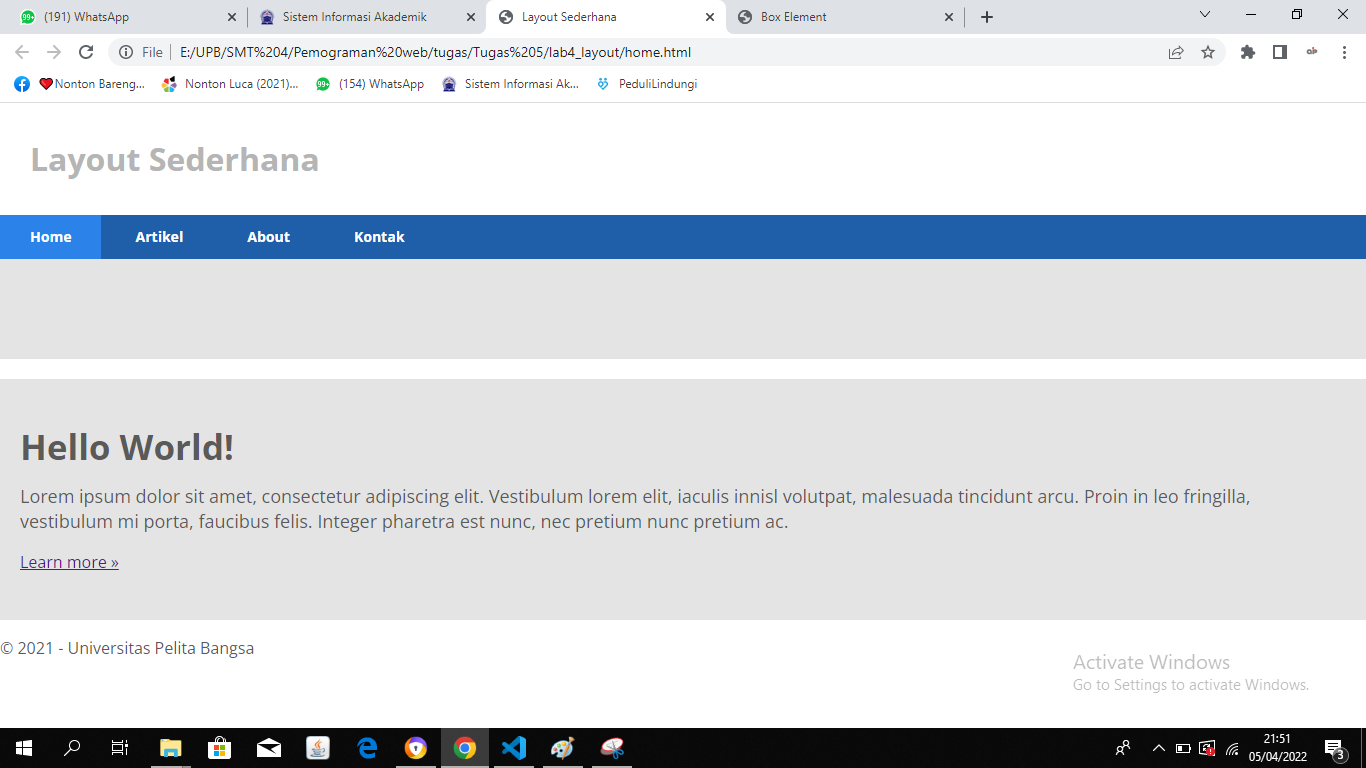 (191) WhatsApp
Sistem Informasi Akademik
Layout Sederhana
Box Element
File | E:/UPB/SMT%204/Pemograman%20web/tugas/Tugas%205/lab4_layout/home.html
Nonton Bareng...
Nonton Luca (2021)...
99+
(154) WhatsApp
Sistem Informasi Ak...
PeduliLindungi
Layout Sederhana
Home
Artikel
About
Kontak
Hello World!
Lorem ipsum dolor sit amet, consectetur adipiscing elit. Vestibulum lorem elit, iaculis innisl volutpat, malesuada tincidunt arcu. Proin in leo fringilla,
vestibulum mi porta, faucibus felis. Integer pharetra est nunc, nec pretium nunc pretium ac.
Learn more »
© 2021 - Universitas Pelita Bangsa
Activate Windows
Go to Settings to activate Windows.
21:51
05/04/2022
3